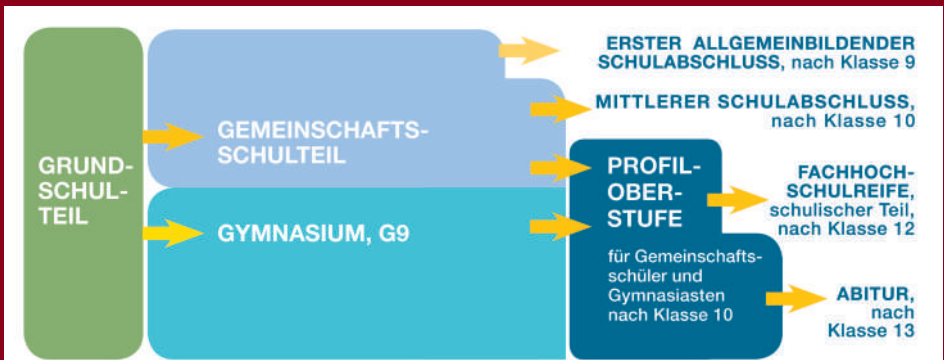 GRUND-
SCHUL-
TEIL
GEMEINSCHAFTS-
SCHULTEIL
GYMNASIUM, G9
PROFIL-
OBER-
STUFE
für Gemeinschafts-
schüler und
Gymnasiasten
nach Klasse 10
ERSTER ALLGEMEINBILDENDER
SCHULABSCHLUSS, nach Klasse 9
MITTLERER SCHULABSCHLUSS,
nach Klasse 10
FACHHOCH-
SCHULREIFE,
schulischer Teil,
nach Klasse 12
ABITUR,
nach
Klasse 13